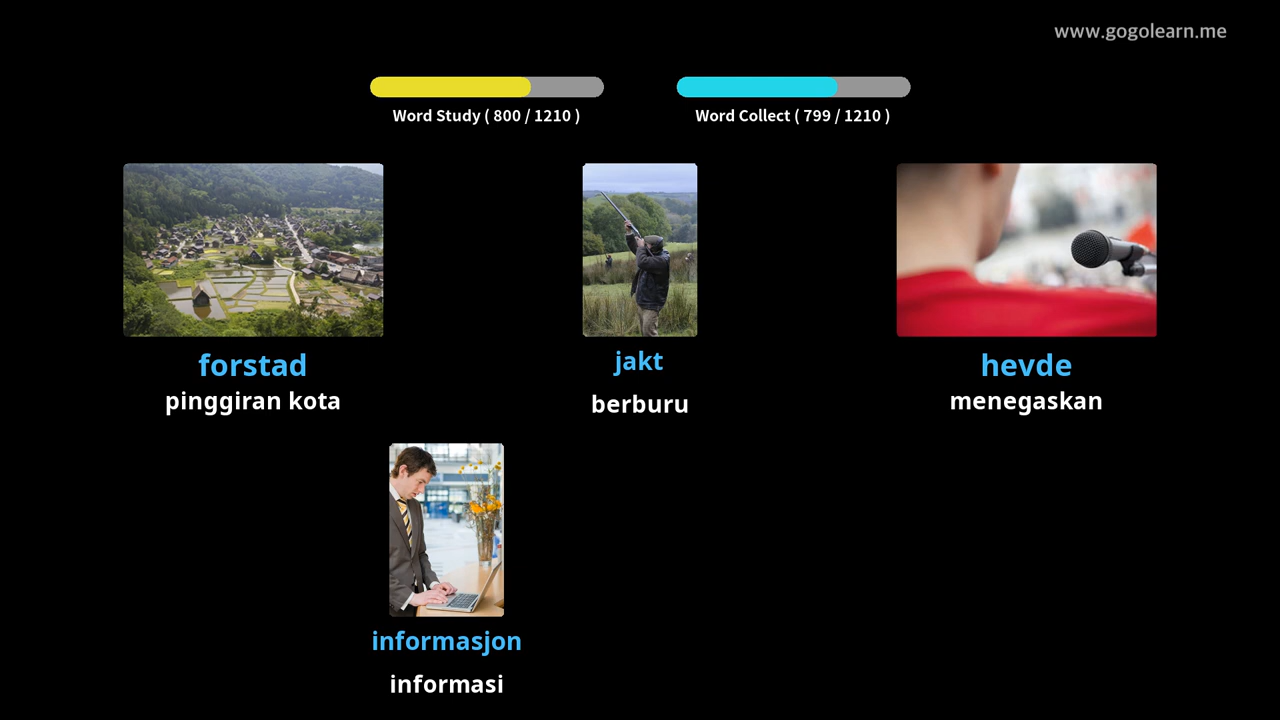 www.gogolearn.me
Word Study ( 800 / 1210 )
Word Collect ( 799 / 1210 )
forstad
pinggiran kota
jakt
berburu
hevde
menegaskan
informasjon
informasi